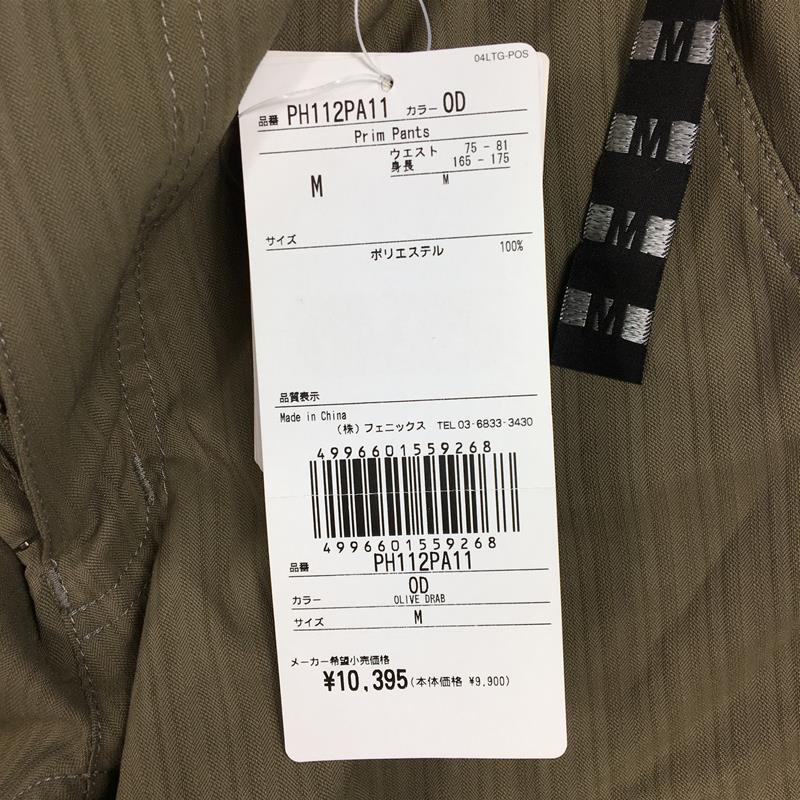 04LTG-POS
品番 PH112PA11 カラー OD
Prim Pants
M
ウエスト 75 - 81
身長 165 - 175
M
サイズ
ポリエステル 100%
品質表示
Made in China
(株)フェニックス TEL 03-6833-3430
4996601559268
4996601559268
品番 PH112PA11
カラー OD
OLIVE DRAB
サイズ M
メーカー希望小売価格
¥10,395(本体価格 ¥9,900)
M
M
M
M